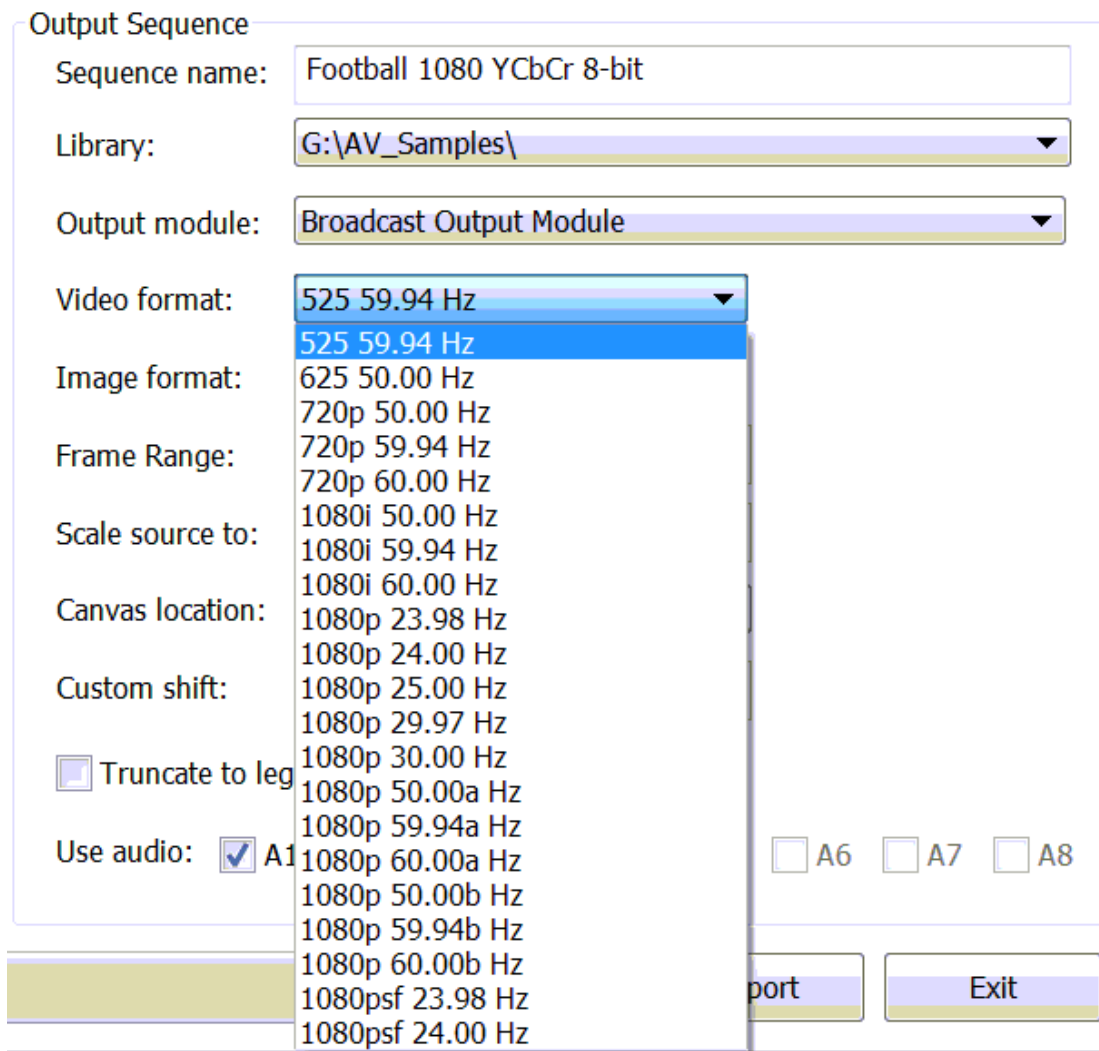 Output Sequence
Sequence name: Football 1080 YCbCr 8-bit
Library: G:\AV_Samples\
Output module: Broadcast Output Module
Video format: 525 59.94 Hz
525 59.94 Hz
Image format: 625 50.00 Hz
720p 50.00 Hz
Frame Range: 720p 59.94 Hz
720p 60.00 Hz
1080i 50.00 Hz
Scale source to: 1080i 59.94 Hz
1080i 60.00 Hz
Canvas location: 1080p 23.98 Hz
1080p 24.00 Hz
Custom shift: 1080p 25.00 Hz
1080p 29.97 Hz
1080p 30.00 Hz
Truncate to leg
1080p 50.00a Hz
1080p 59.94a Hz
Use audio: A1 A6 A7 A8
1080p 60.00a Hz
1080p 50.00b Hz
1080p 59.94b Hz
1080p 60.00b Hz
port Exit
1080psf 23.98 Hz
1080psf 24.00 Hz